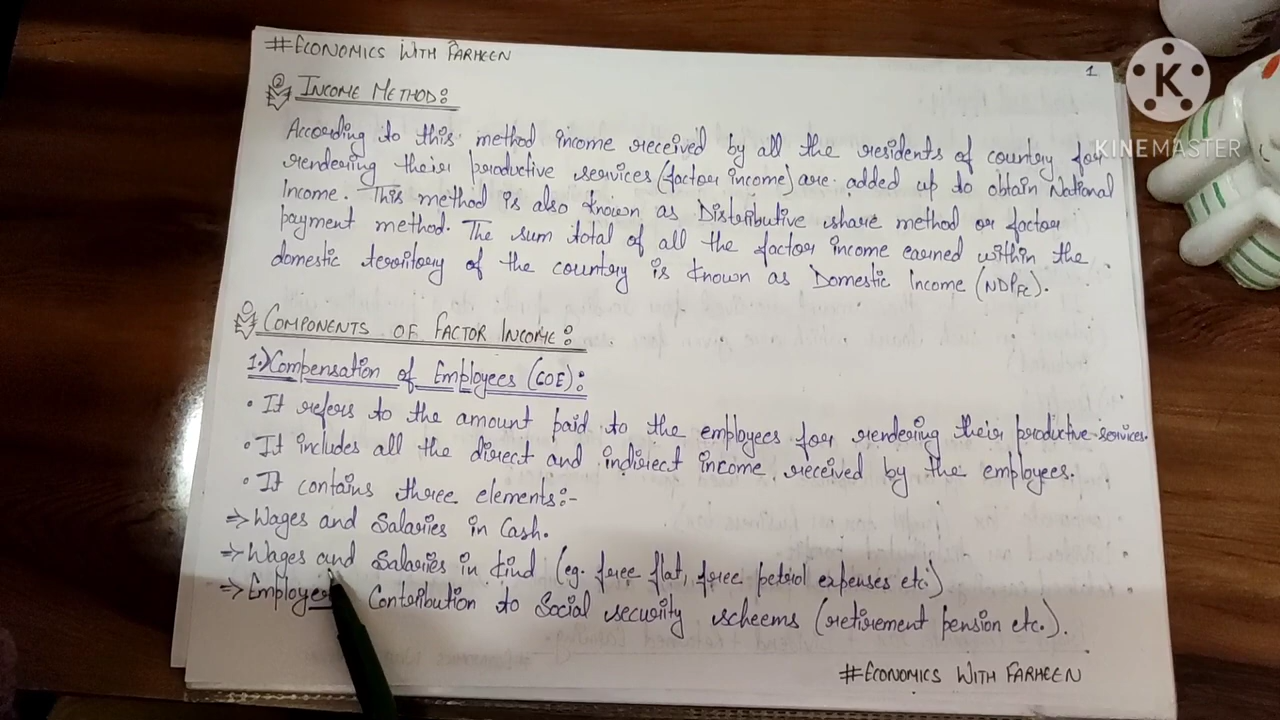 #ECONOMICS WITH FARHEEN
1
K
KINEMASTER
② INCOME METHOD:
According to this method income received by all the residents of country for
rendering their productive services (factor income) are added up to obtain National
Income. This method is also known as Distributive share method or factor
payment method. The sum total of all the factor income earned within the
domestic territory of the country is known as Domestic Income (NDPFC).
COMPONENTS OF FACTOR INCOME:
1.) Compensation of Employees (COE):
• It refers to the amount paid to the employees for rendering their productive services.
• It includes all the direct and indirect income received by the employees.
• It contains three elements:-
⇒ Wages and Salaries in Cash.
⇒ Wages and Salaries in kind (eg. free flat, free petrol expenses etc)
⇒ Contribution to Social security scheems (retirement pension etc.).
#ECONOMICS WITH FARHEEN